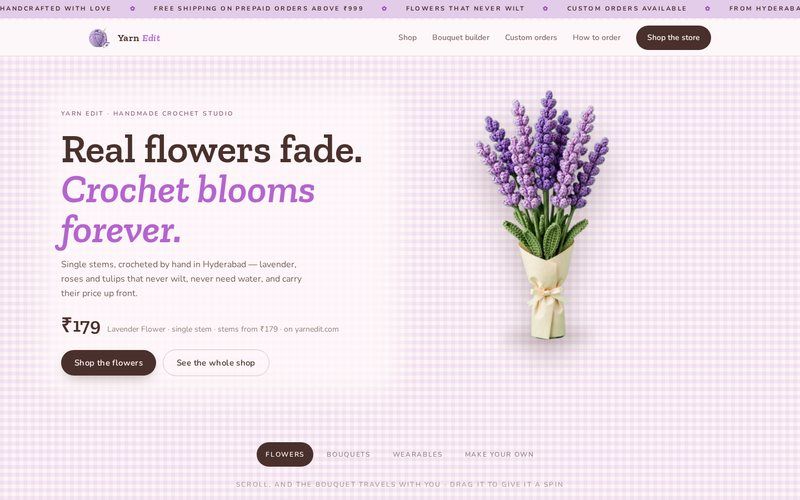 HANDCRAFTED WITH LOVE ✿ FREE SHIPPING ON PREPAID ORDERS ABOVE ₹999 ✿ FLOWERS THAT NEVER WILT ✿ CUSTOM ORDERS AVAILABLE ✿ FROM
Yarn Edit
Shop Bouquet builder Custom orders How to order Shop the store
YARN EDIT · HANDMADE CROCHET STUDIO
Real flowers fade.
Crochet blooms
forever.
Single stems, crocheted by hand in Hyderabad — lavender,
roses and tulips that never wilt, never need water, and carry
their price up front.
₹179 Lavender Flower · single stem · stems from ₹179 · on yarnedit.com
Shop the flowers See the whole shop
FLOWERS BOUQUETS WEARABLES MAKE YOUR OWN
SCROLL, AND THE BOUQUET TRAVELS WITH YOU · DRAG IT TO GIVE IT A SPIN